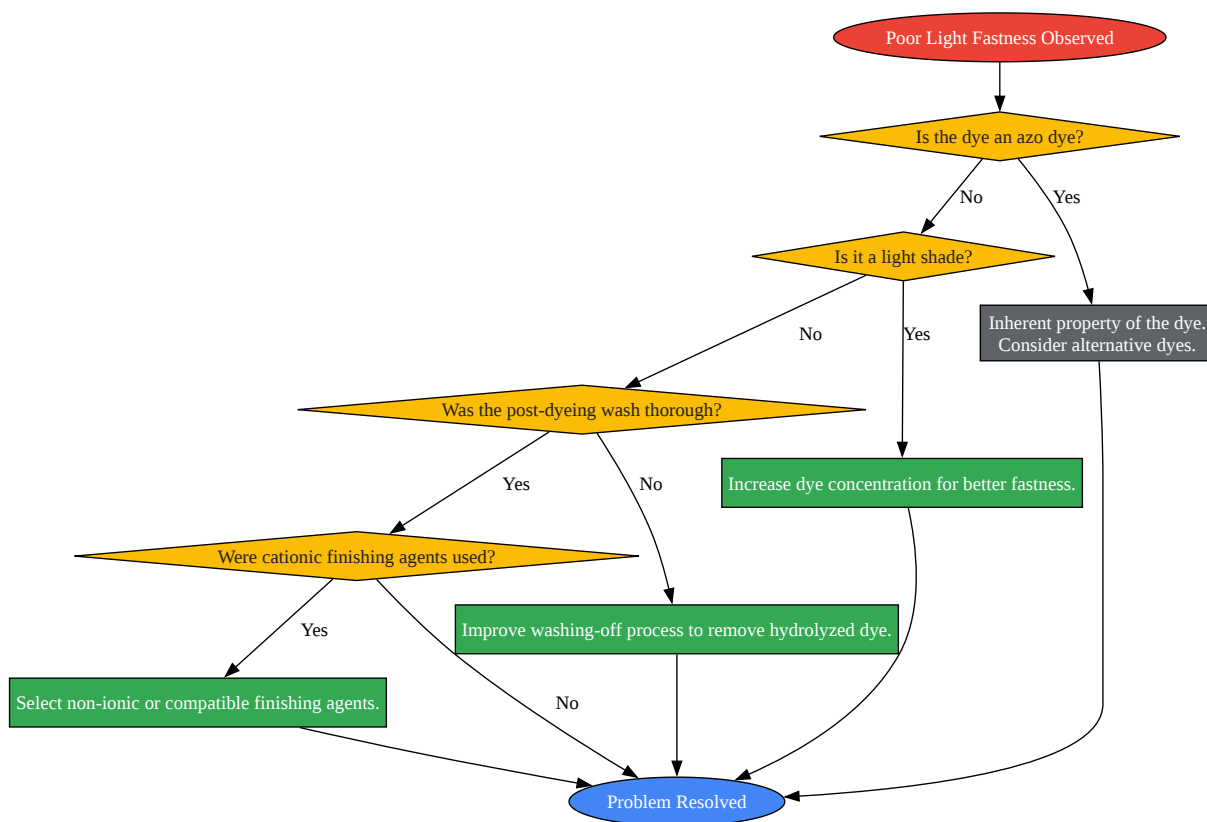 Poor Light Fastness Observed
Is the dye an azo dye?
No
Yes
Is it a light shade?
Inherent property of the dye.
Consider alternative dyes.
No
Yes
Was the post-dyeing wash thorough?
Yes
No
Increase dye concentration for better fastness.
Were cationic finishing agents used?
Yes
Improve washing-off process to remove hydrolyzed dye.
Select non-ionic or compatible finishing agents.
No
Problem Resolved